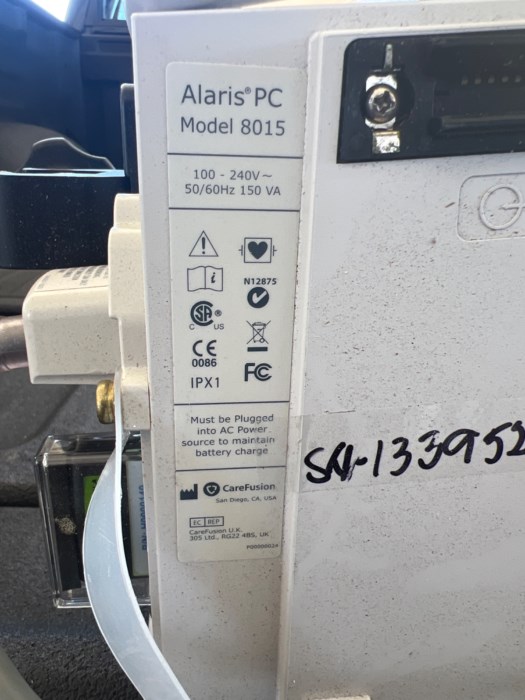 Alaris® PC
Model 8015
100 - 240V~
50/60Hz 150 VA
N12875
SA®
C US
CE
0086
IPX1
FC
Must be Plugged
into AC Power
source to maintain
battery charge
CareFusion
San Diego, CA, USA
EC REP
CareFusion U.K.
305 Ltd., RG22 4BS, UK
SN-133952